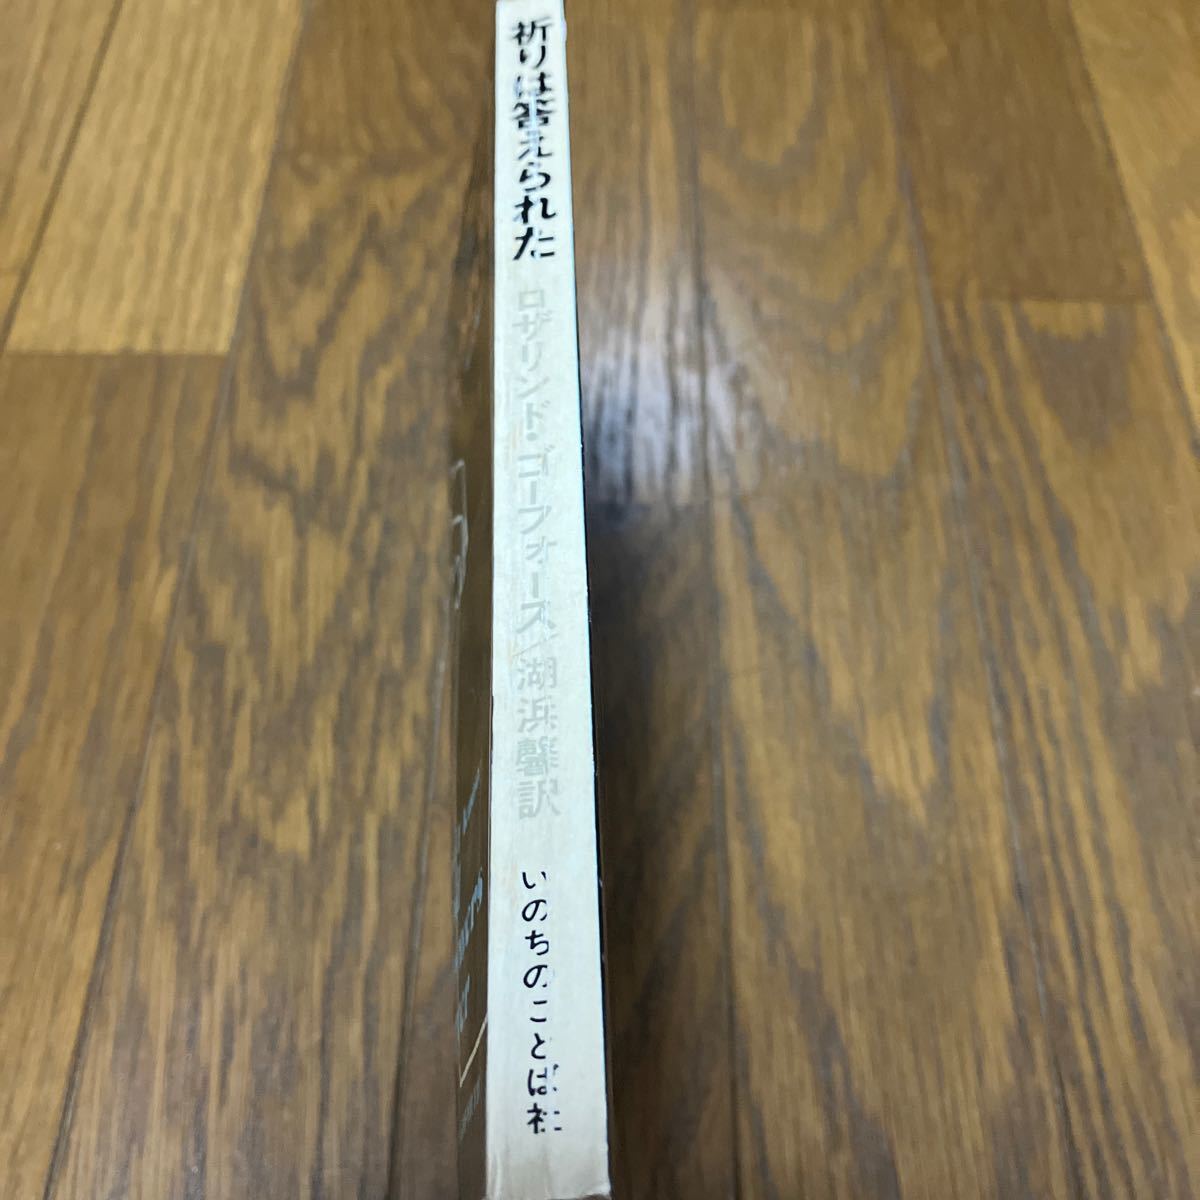 祈りは答えられた
ロザリンド・ゴーフォース/湖浜馨訳
いのちのことば社